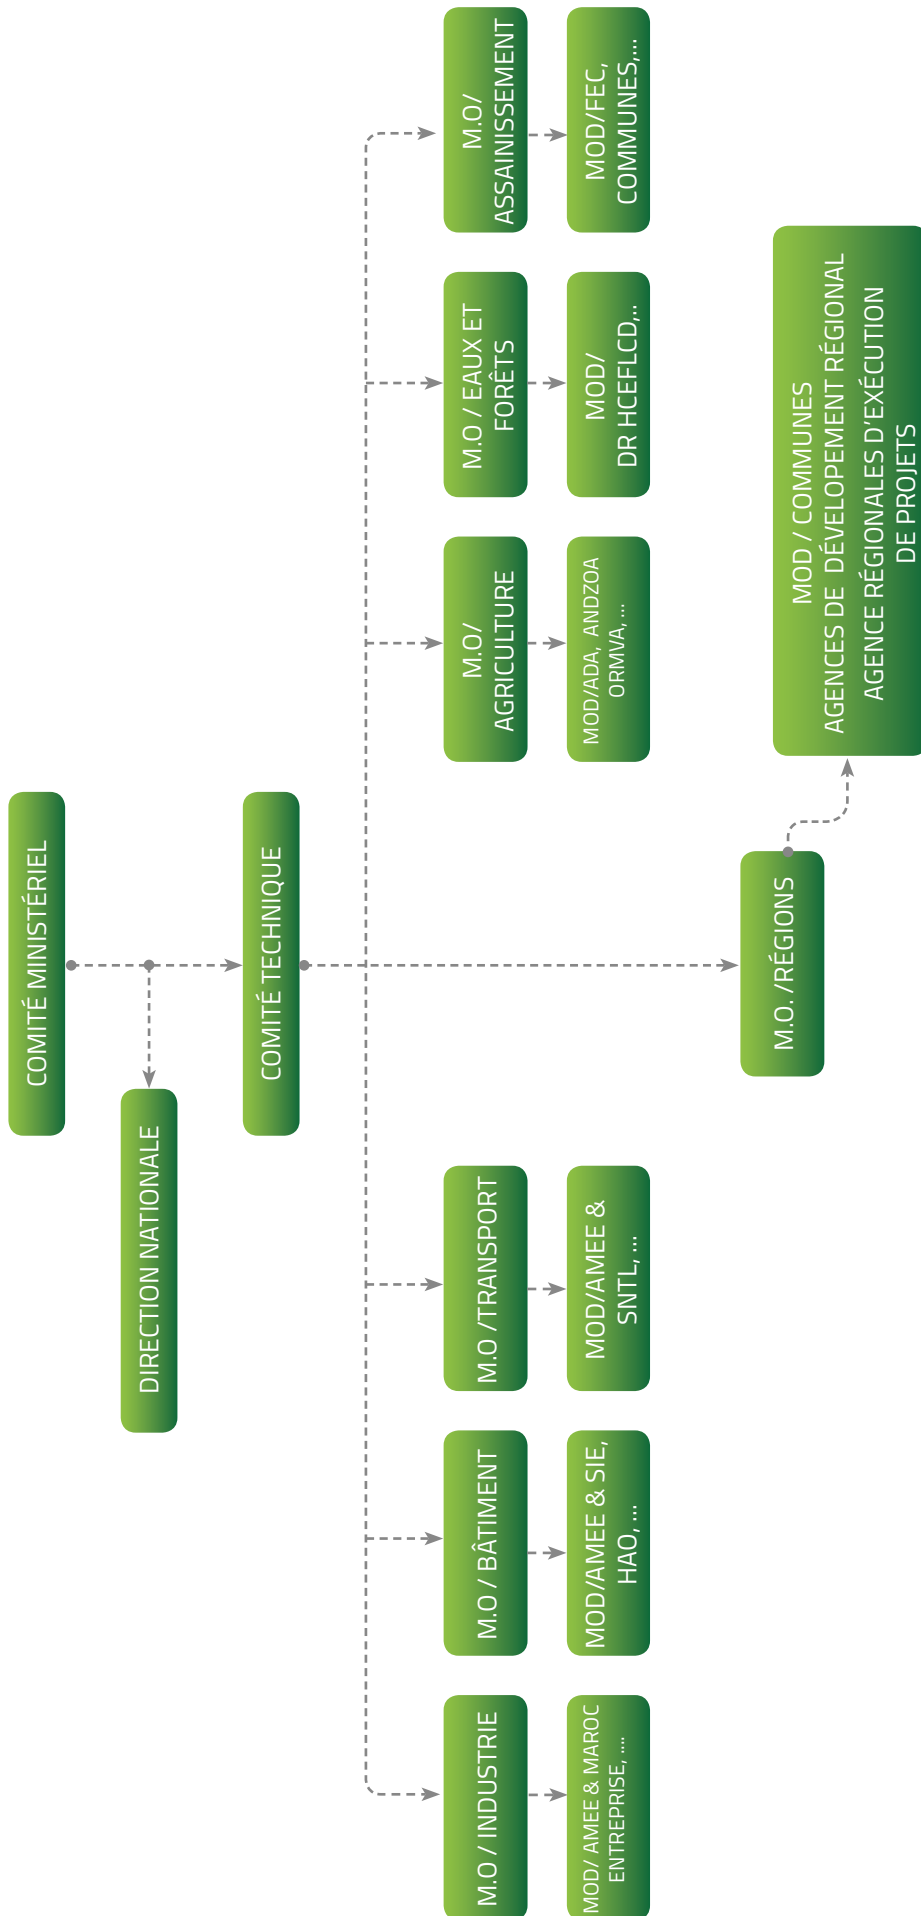 COMITÉ MINISTÉRIEL
DIRECTION NATIONALE
COMITÉ TECHNIQUE
M.O / INDUSTRIE
M.O / BÂTIMENT
M.O /TRANSPORT
M.O/
AGRICULTURE
M.O / EAUX ET
FORÊTS
M.O/
ASSAINISSEMENT
MOD/ AMEE & MAROC
ENTREPRISE, ....
MOD/AMEE & SIE,
HAO, ...
MOD/AMEE &
SNTL, ...
MOD/ADA, ANDZOA
ORMVA, ...
MOD/
DR HCEFLCD,..
MOD/FEC,
COMMUNES,...
M.O. /RÉGIONS
MOD / COMMUNES
AGENCES DE DÉVELOPEMENT RÉGIONAL
AGENCE RÉGIONALES D'EXÉCUTION
DE PROJETS